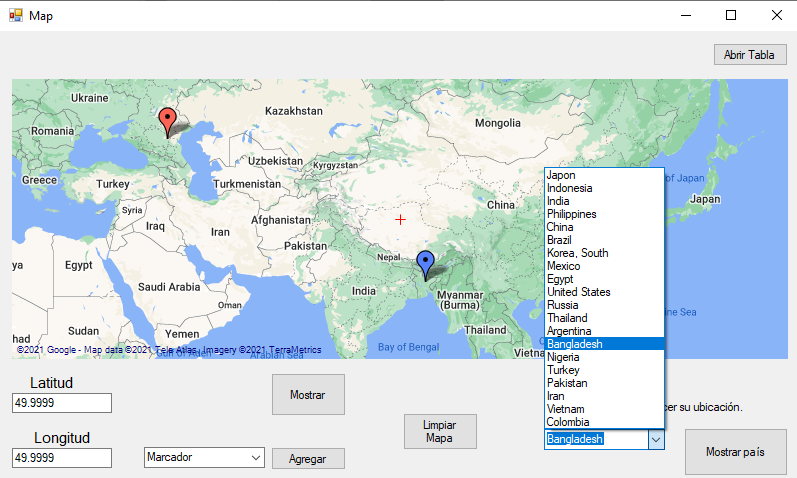 Map
Abrir Tabla
Ukraine
Kazakhstan
Romania
Mongolia
Uzbekistan
Kyrgyzstan
Greece
Turkey
Turkmenistan
of Japan
Japan
China
Syria
Iraq
Iran
Afghanistan
Pakistan
Nepal
ya
Egypt
Saudi Arabia
Oman
India
Myanmar
(Burma)
had
Sudan
Yemen
Thailand
Gulf of Aden
Arabian Sea
Bay of Bengal
Vietna
ine Sea
©2021 Google - Map data ©2021 Tele Atlas, Imagery ©2021 TerraMetrics
Japon
Indonesia
India
Philippines
China
Brazil
Korea, South
Mexico
Egypt
United States
Russia
Thailand
Argentina
Bangladesh
Nigeria
Turkey
Pakistan
Iran
Vietnam
Colombia
Latitud
49.9999
Mostrar
cer su ubicación.
Limpiar
Mapa
Bangladesh
Mostrar país
Longitud
49.9999
Marcador
Agregar